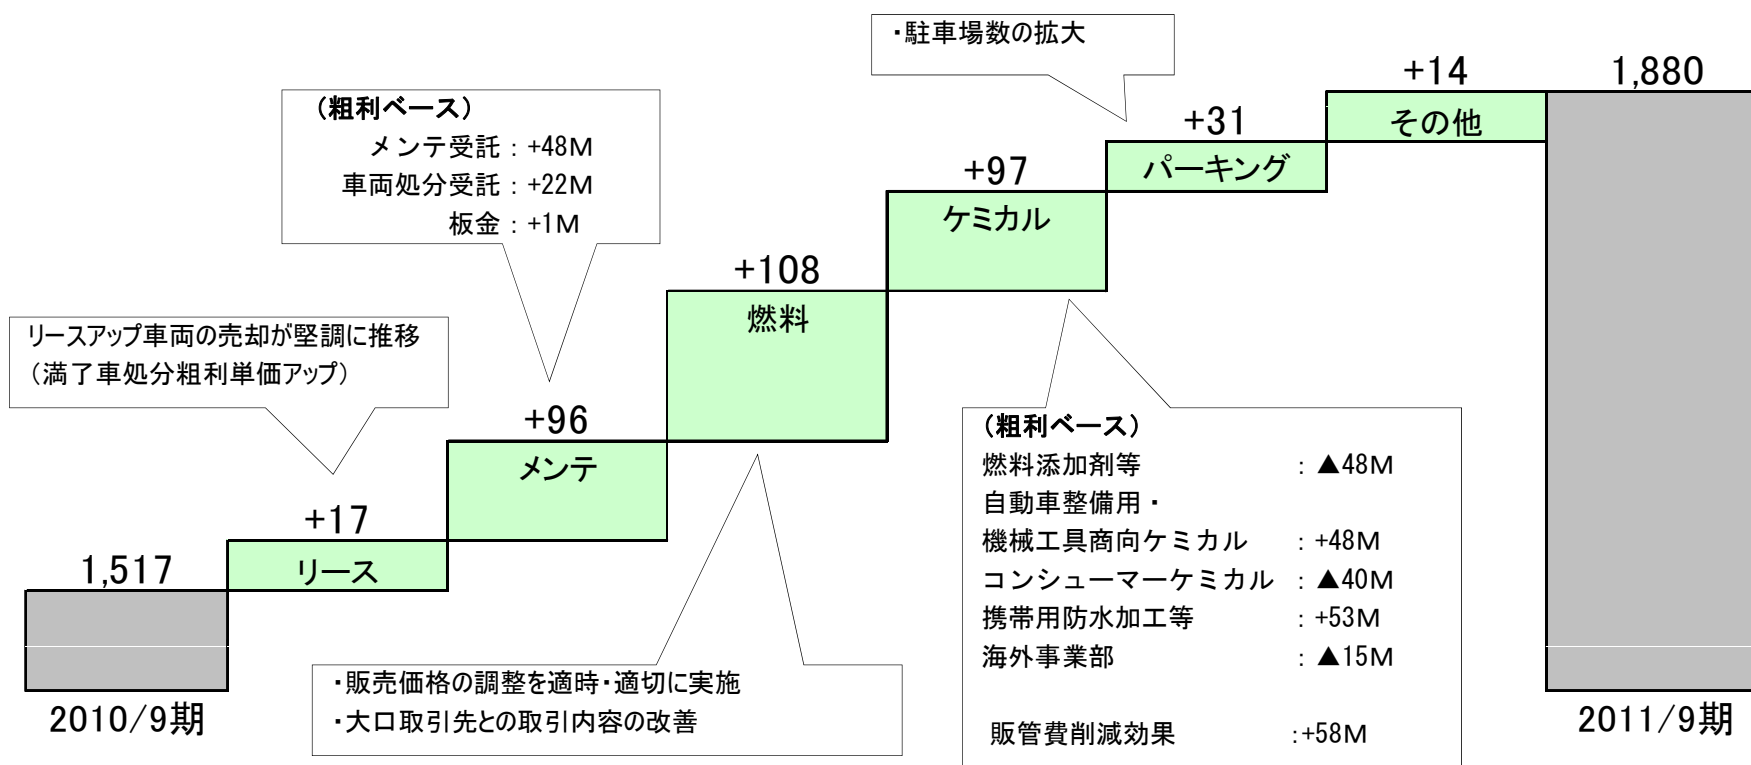 ・駐車場数の拡大
+14
1,880
その他
(粗利ベース)
メンテ受託：+48M
車両処分受託：+22M
板金：+1M
+31
パーキング
+97
ケミカル
+108
燃料
リースアップ車両の売却が堅調に推移
(満了車処分粗利単価アップ)
+96
メンテ
+17
リース
1,517
(粗利ベース)
燃料添加剤等：▲48M
自動車整備用・
機械工具商向ケミカル：+48M
コンシューマーケミカル：▲40M
携帯用防水加工等：+53M
海外事業部：▲15M
販管費削減効果：+58M
・販売価格の調整を適時・適切に実施
・大口取引先との取引内容の改善
2010/9期
2011/9期